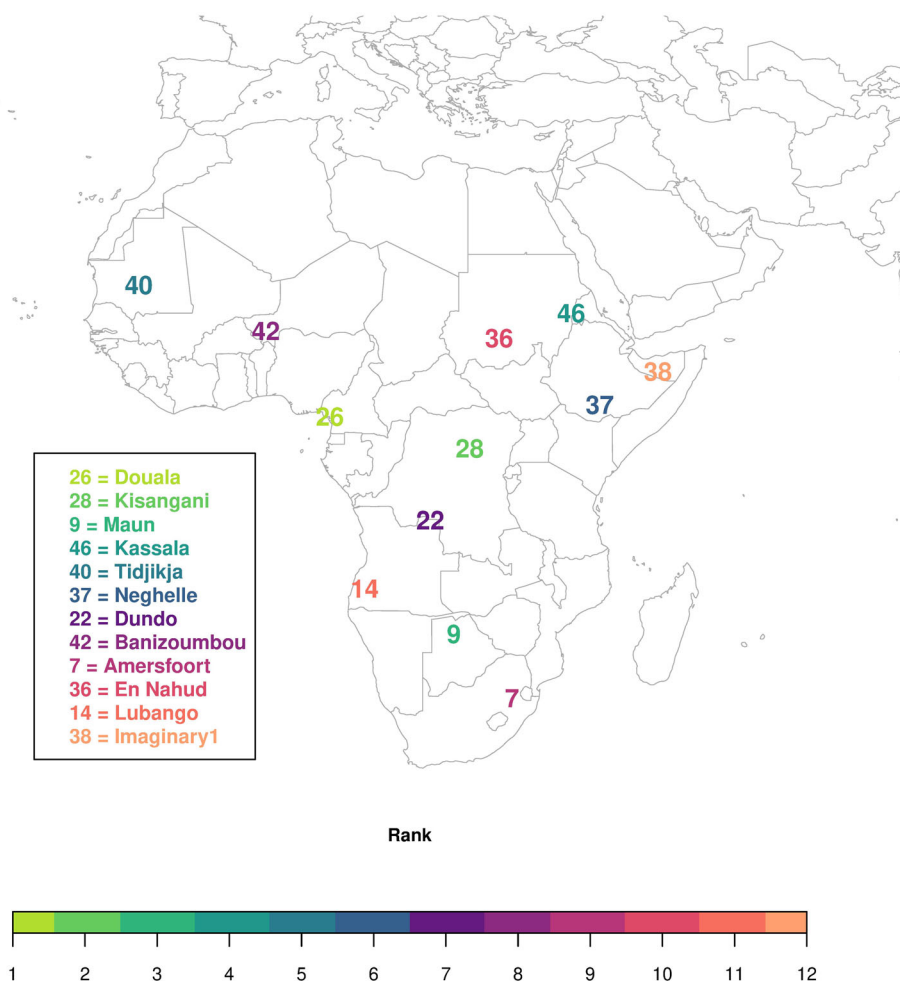 40
46
42
36
38
37
26
28
22
14
9
7
26 = Douala
28 = Kisangani
9 = Maun
46 = Kassala
40 = Tidjikja
37 = Neghelle
22 = Dundo
42 = Banizoumbou
7 = Amersfoort
36 = En Nahud
14 = Lubango
38 = Imaginary1
Rank
1 2 3 4 5 6 7 8 9 10 11 12